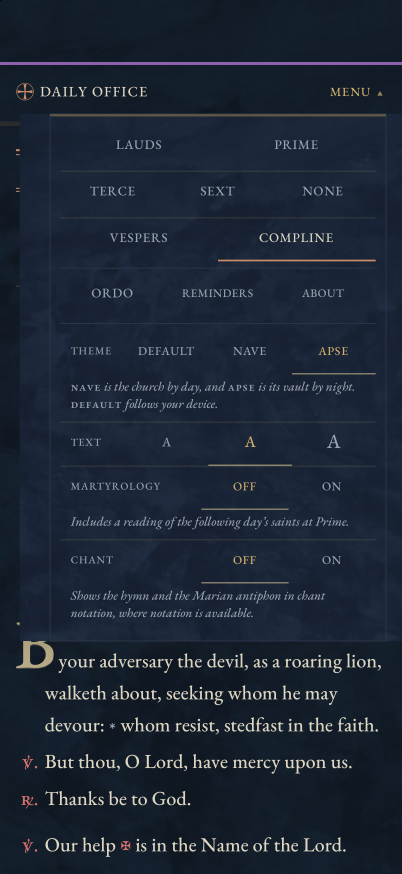 DAILY OFFICE MENU ▲
LAUDS PRIME
TERCE SEXT NONE
VESPERS COMPLINE
ORDO REMINDERS ABOUT
THEME DEFAULT NAVE APSE
NAVE is the church by day, and APSE is its vault by night.
DEFAULT follows your device.
TEXT A A A
MARTYROLOGY OFF ON
Includes a reading of the following day's saints at Prime.
CHANT OFF ON
Shows the hymn and the Marian antiphon in chant
notation, where notation is available.
your adversary the devil, as a roaring lion,
walketh about, seeking whom he may
devour: * whom resist, stedfast in the faith.
℣. But thou, O Lord, have mercy upon us.
℟. Thanks be to God.
℣. Our help ✠ is in the Name of the Lord.